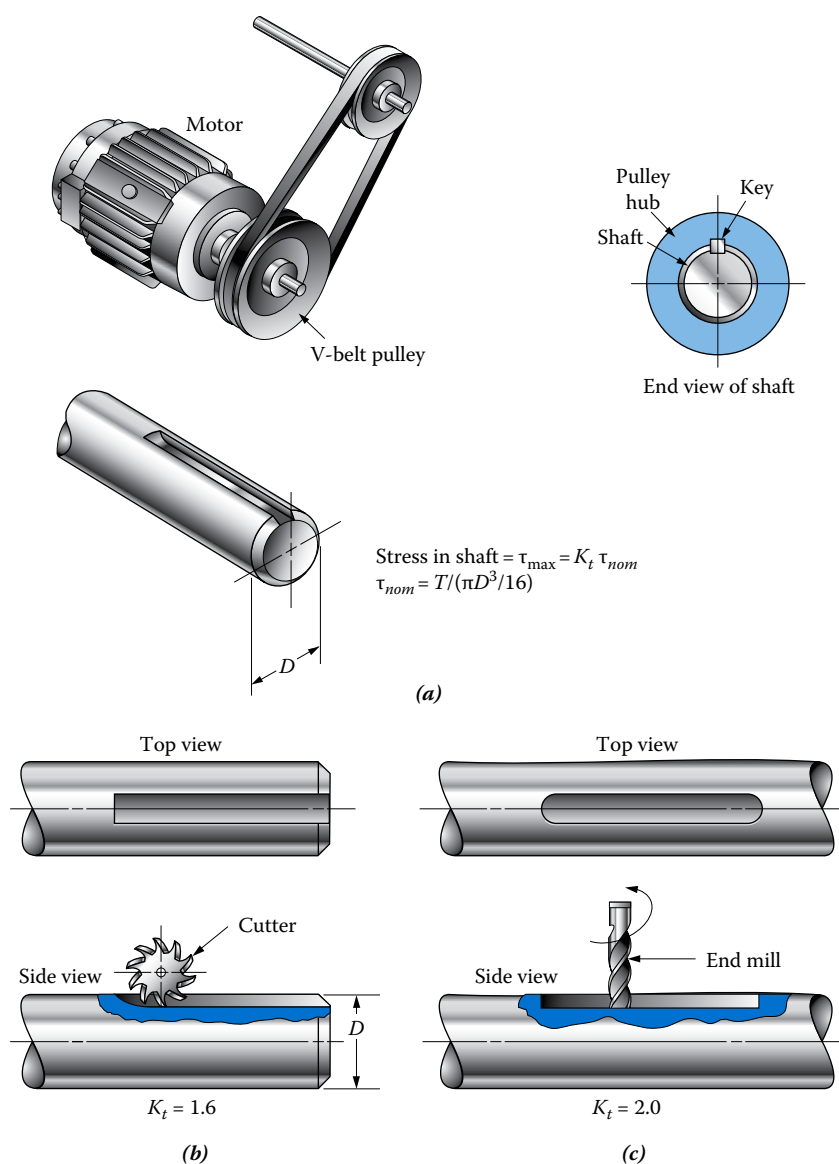 Motor
V-belt pulley
Pulley
hub
Key
Shaft
End view of shaft
Stress in shaft = τmax = Kt τnom
τnom = T/(πD³/16)
D
(a)
Top view
Top view
Cutter
Side view
D
Kt = 1.6
(b)
End mill
Side view
Kt = 2.0
(c)